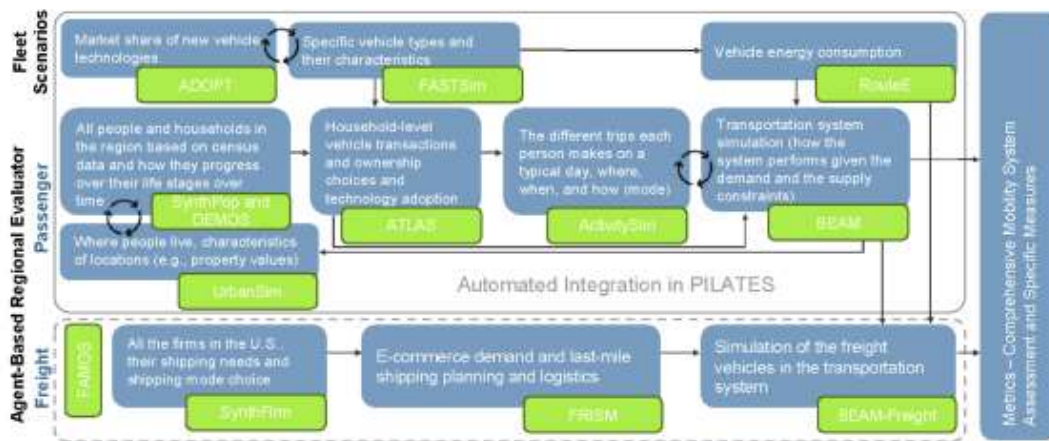 Fleet
Scenarios
Market share of new vehicle
technologies
ADOPT
Specific vehicle types and
their characteristics
FASTSim
Vehicle energy consumption
RouteE
Agent-Based Regional Evaluator
Passenger
All people and households in
the region based on census
data and how they progress
over their life stages over
time
SynthPop and
DEMOS
Household-level
vehicle transactions
and ownership
choices and
technology adoption
ATLAS
The different trips each
person makes on a
typical day, where,
when, and how (mode)
ActivitySim
Transportation system
simulation (how
the system performs given the
demand and the supply
constraints)
BEAM
Where people live, characteristics
of locations (e.g., property values)
UrbanSim
Automated Integration in PILATES
Freight
FAMOS
All the firms in the U.S.,
their shipping needs and
shipping mode choice
SynthFirm
E-commerce demand and last-mile
shipping planning and logistics
FRISM
Simulation of the freight
vehicles in the transportation
system
BEAM-Freight
Metrics – Comprehensive Mobility System
Assessment and Specific Measures